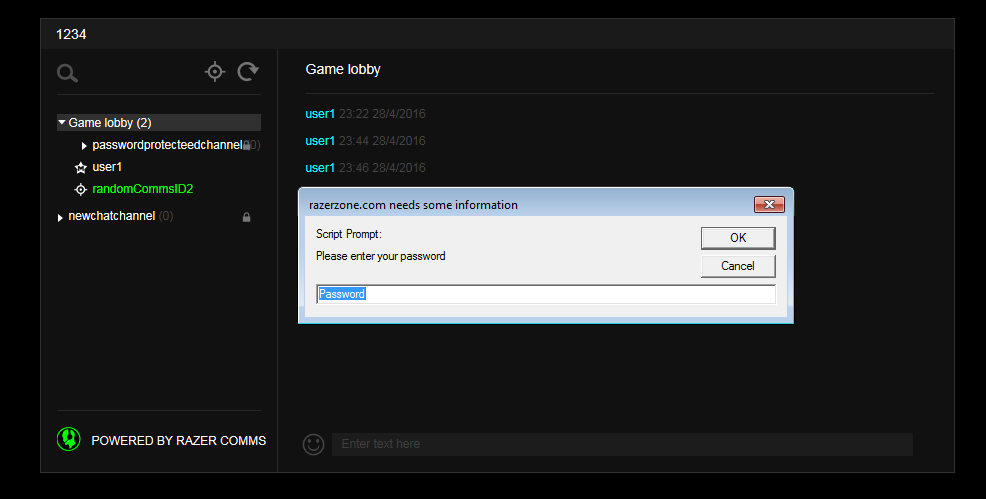 1234
Game lobby (2)
passwordprotecteedchannel
user1
randomCommsID2
newchatchannel (0)
POWERED BY RAZER COMMS
Game lobby
user1 23:22 28/4/2016
user1 23:44 28/4/2016
user1 23:46 28/4/2016
razerzone.com needs some information
Script Prompt:
Please enter your password
OK
Cancel
Password
Enter text here